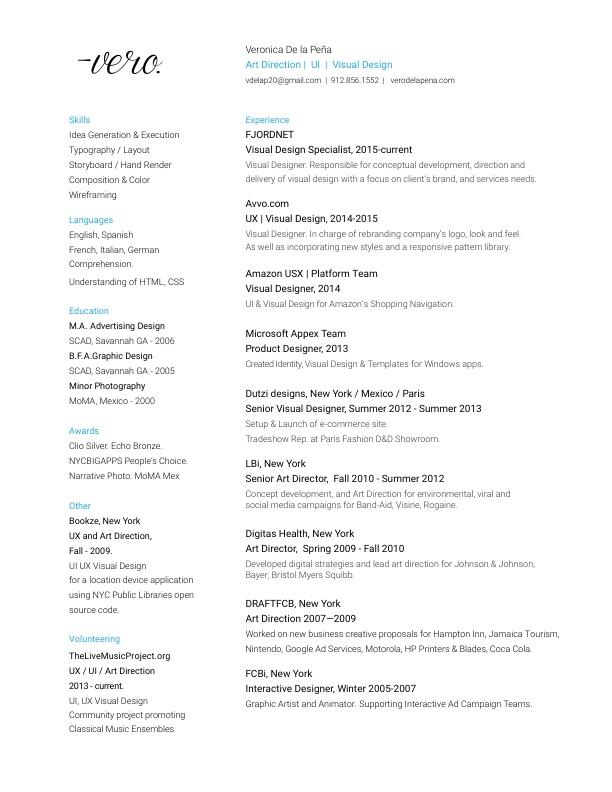 vero.
Veronica De la Peña
Art Direction | UI | Visual Design
vdelap20@gmail.com | 912.856.1552 | verodelapena.com
Skills
Idea Generation & Execution
Typography / Layout
Storyboard / Hand Render
Composition & Color
Wireframing
Languages
English, Spanish
French, Italian, German
Comprehension.
Understanding of HTML, CSS
Education
M.A. Advertising Design
SCAD, Savannah GA - 2006
B.F.A.Graphic Design
SCAD, Savannah GA - 2005
Minor Photography
MoMA, Mexico - 2000
Awards
Clio Silver. Echo Bronze.
NYCBIGAPPS People's Choice.
Narrative Photo. MoMA Mex
Other
Bookze, New York
UX and Art Direction,
Fall - 2009.
UI UX Visual Design
for a location device application
using NYC Public Libraries open
source code.
Volunteering
TheLiveMusicProject.org
UX / UI / Art Direction
2013 - current.
UI, UX Visual Design
Community project promoting
Classical Music Ensembles
Experience
FJORDNET
Visual Design Specialist, 2015-current
Visual Designer. Responsible for conceptual development, direction and
delivery of visual design with a focus on client's brand, and services needs.
Avvo.com
UX | Visual Design, 2014-2015
Visual Designer. In charge of rebranding company's logo, look and feel.
As well as incorporating new styles and a responsive pattern library.
Amazon USX | Platform Team
Visual Designer, 2014
UI & Visual Design for Amazon's Shopping Navigation.
Microsoft Appex Team
Product Designer, 2013
Created Identity, Visual Design & Templates for Windows apps.
Dutzi designs, New York / Mexico / Paris
Senior Visual Designer, Summer 2012 - Summer 2013
Setup & Launch of e-commerce site.
Tradeshow Rep. at Paris Fashion D&D Showroom.
LBi, New York
Senior Art Director, Fall 2010 - Summer 2012
Concept development, and Art Direction for environmental, viral and
social media campaigns for Band-Aid, Visine, Rogaine.
Digitas Health, New York
Art Director, Spring 2009 - Fall 2010
Developed digital strategies and lead art direction for Johnson & Johnson,
Bayer, Bristol Myers Squibb.
DRAFTFCB, New York
Art Direction 2007—2009
Worked on new business creative proposals for Hampton Inn, Jamaica Tourism,
Nintendo, Google Ad Services, Motorola, HP Printers & Blades, Coca Cola.
FCBi, New York
Interactive Designer, Winter 2005-2007
Graphic Artist and Animator. Supporting Interactive Ad Campaign Teams.